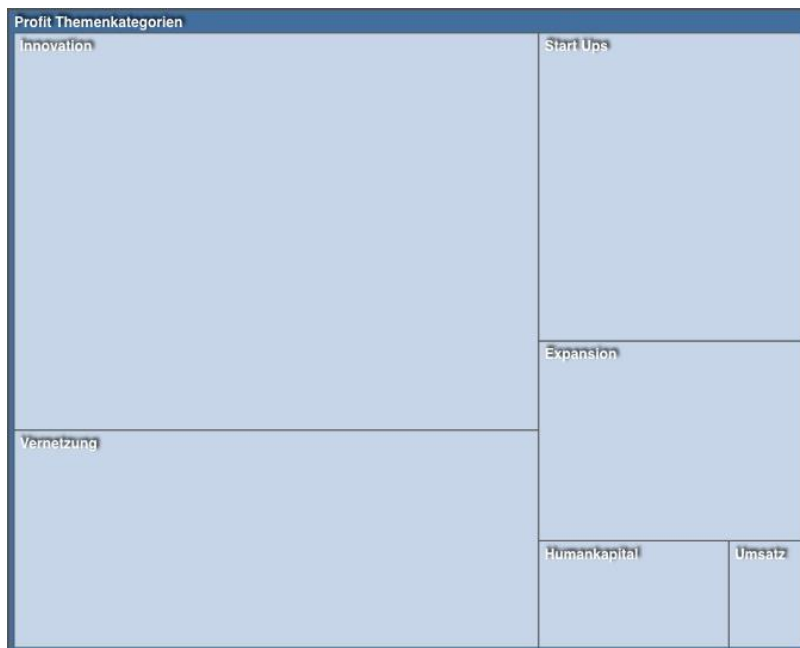 Profit Themenkategorien
Innovation
Start Ups
Expansion
Vernetzung
Humankapital
Umsatz